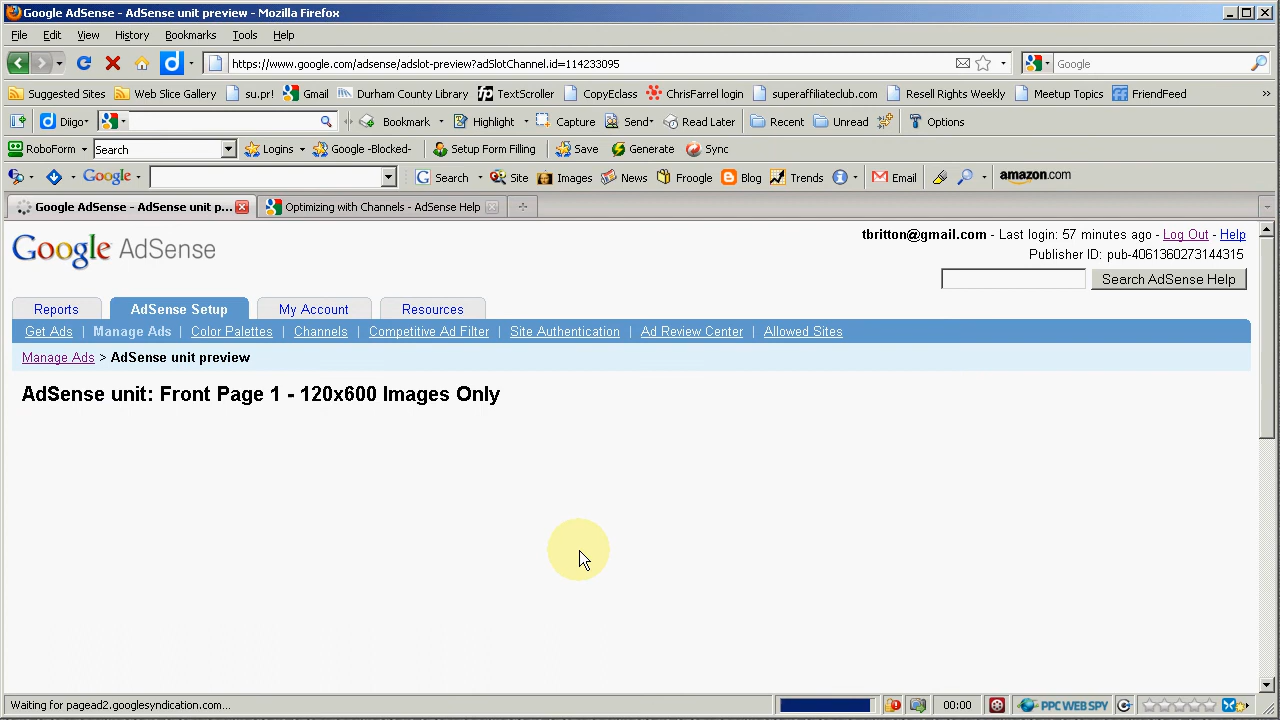 Google AdSense - AdSense unit preview - Mozilla Firefox
File Edit View History Bookmarks Tools Help
https://www.google.com/adsense/adslot-preview?adSlotChannel.id=114233095 Google
Suggested Sites Web Slice Gallery su.pr! Gmail Durham County Library TextScroller CopyEclass ChrisFarrel login superaffiliateclub.com Resell Rights Weekly Meetup Topics FriendFeed »
Diigo Bookmark Highlight Capture Send Read Later Recent Unread Options
RoboForm Search Logins Google -Blocked- Setup Form Filling Save Generate Sync
Google Search Site Images News Froogle Blog Trends Email amazon.com
Google AdSense - AdSense unit p... Optimizing with Channels - AdSense Help
Google AdSense
tbritton@gmail.com - Last login: 57 minutes ago - Log Out - Help
Publisher ID: pub-4061360273144315
Search AdSense Help
Reports AdSense Setup My Account Resources
Get Ads | Manage Ads | Color Palettes | Channels | Competitive Ad Filter | Site Authentication | Ad Review Center | Allowed Sites
Manage Ads > AdSense unit preview
AdSense unit: Front Page 1 - 120x600 Images Only
Waiting for pagead2.googlesyndication.com... 00:00 PPC WEB SPY